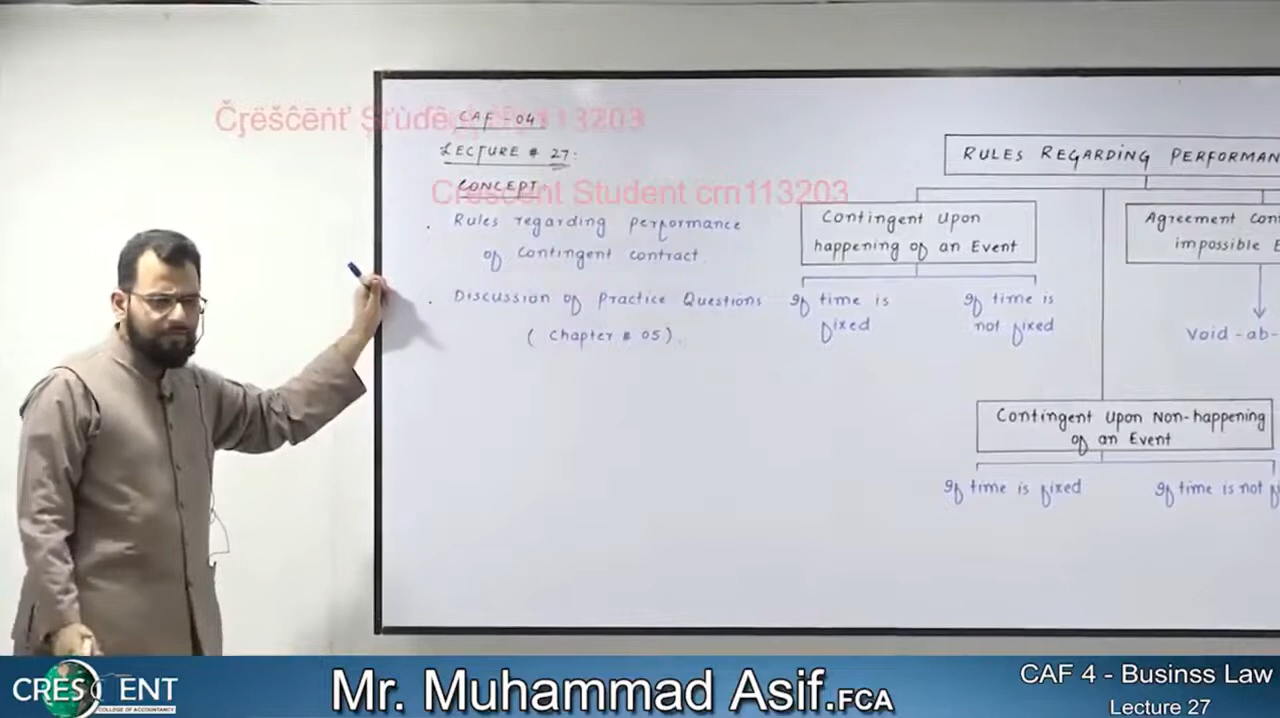 CAF - 04
Crescent Student crn113203
LECTURE # 27:
CONCEPT:
Crescent Student crn113203
. Rules regarding performance
of Contingent contract.
. Discussion of Practice Questions
( Chapter # 05).
RULES REGARDING PERFORMAN
Contingent Upon
happening of an Event
If time is
fixed
If time is
not fixed
Agreement Con
impossible E
Void -ab-
Contingent Upon Non-happening
of an Event
If time is fixed
If time is not f
CRESCENT
COLLEGE OF ACCOUNTANCY
Mr. Muhammad Asif.FCA
CAF 4 - Businss Law
Lecture 27